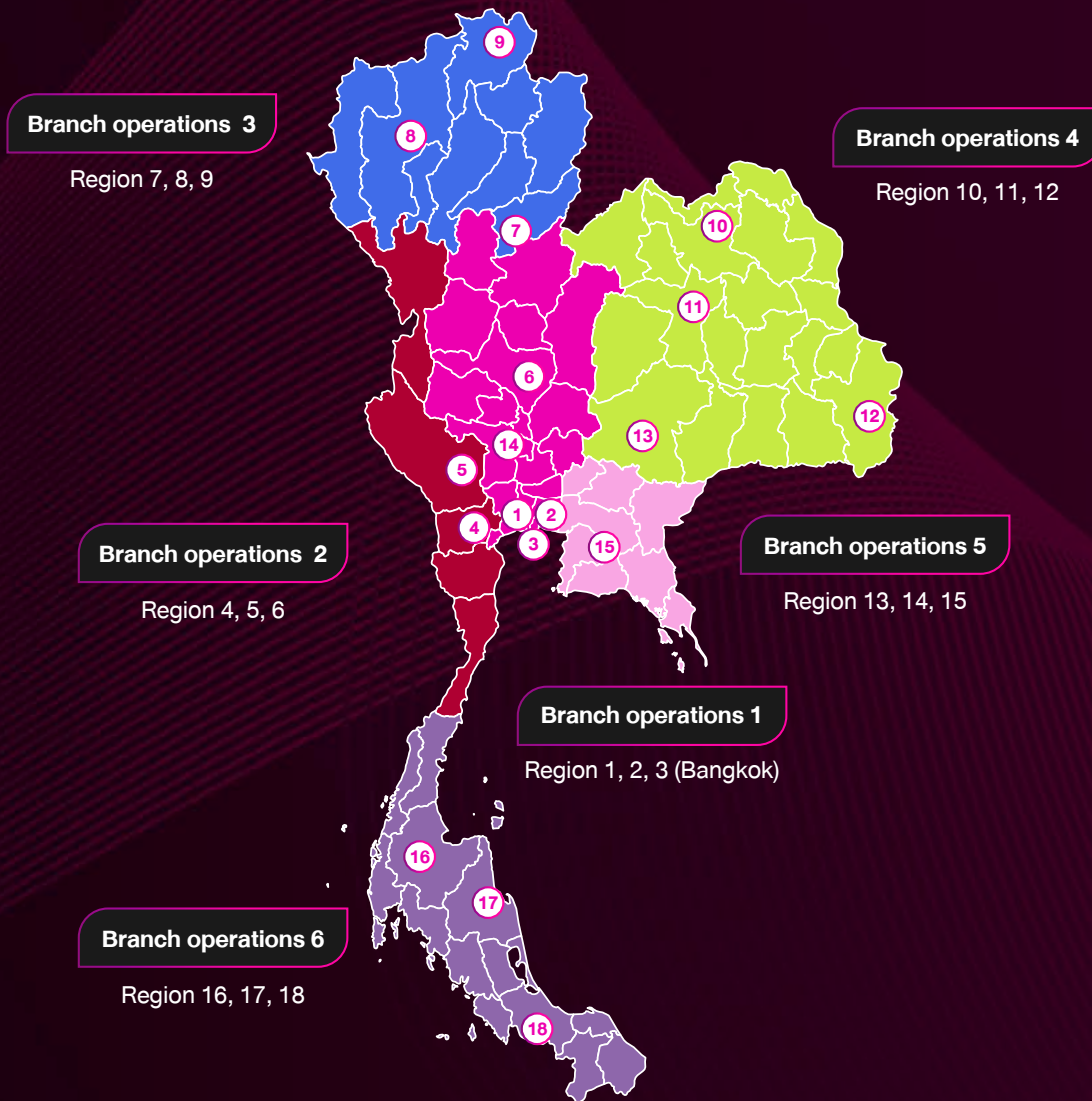 9
Branch operations 3
Region 7, 8, 9
8
Branch operations 4
Region 10, 11, 12
7
10
11
6
12
13
14
5
1
2
4
3
15
Branch operations 2
Region 4, 5, 6
Branch operations 5
Region 13, 14, 15
Branch operations 1
Region 1, 2, 3 (Bangkok)
16
17
Branch operations 6
Region 16, 17, 18
18